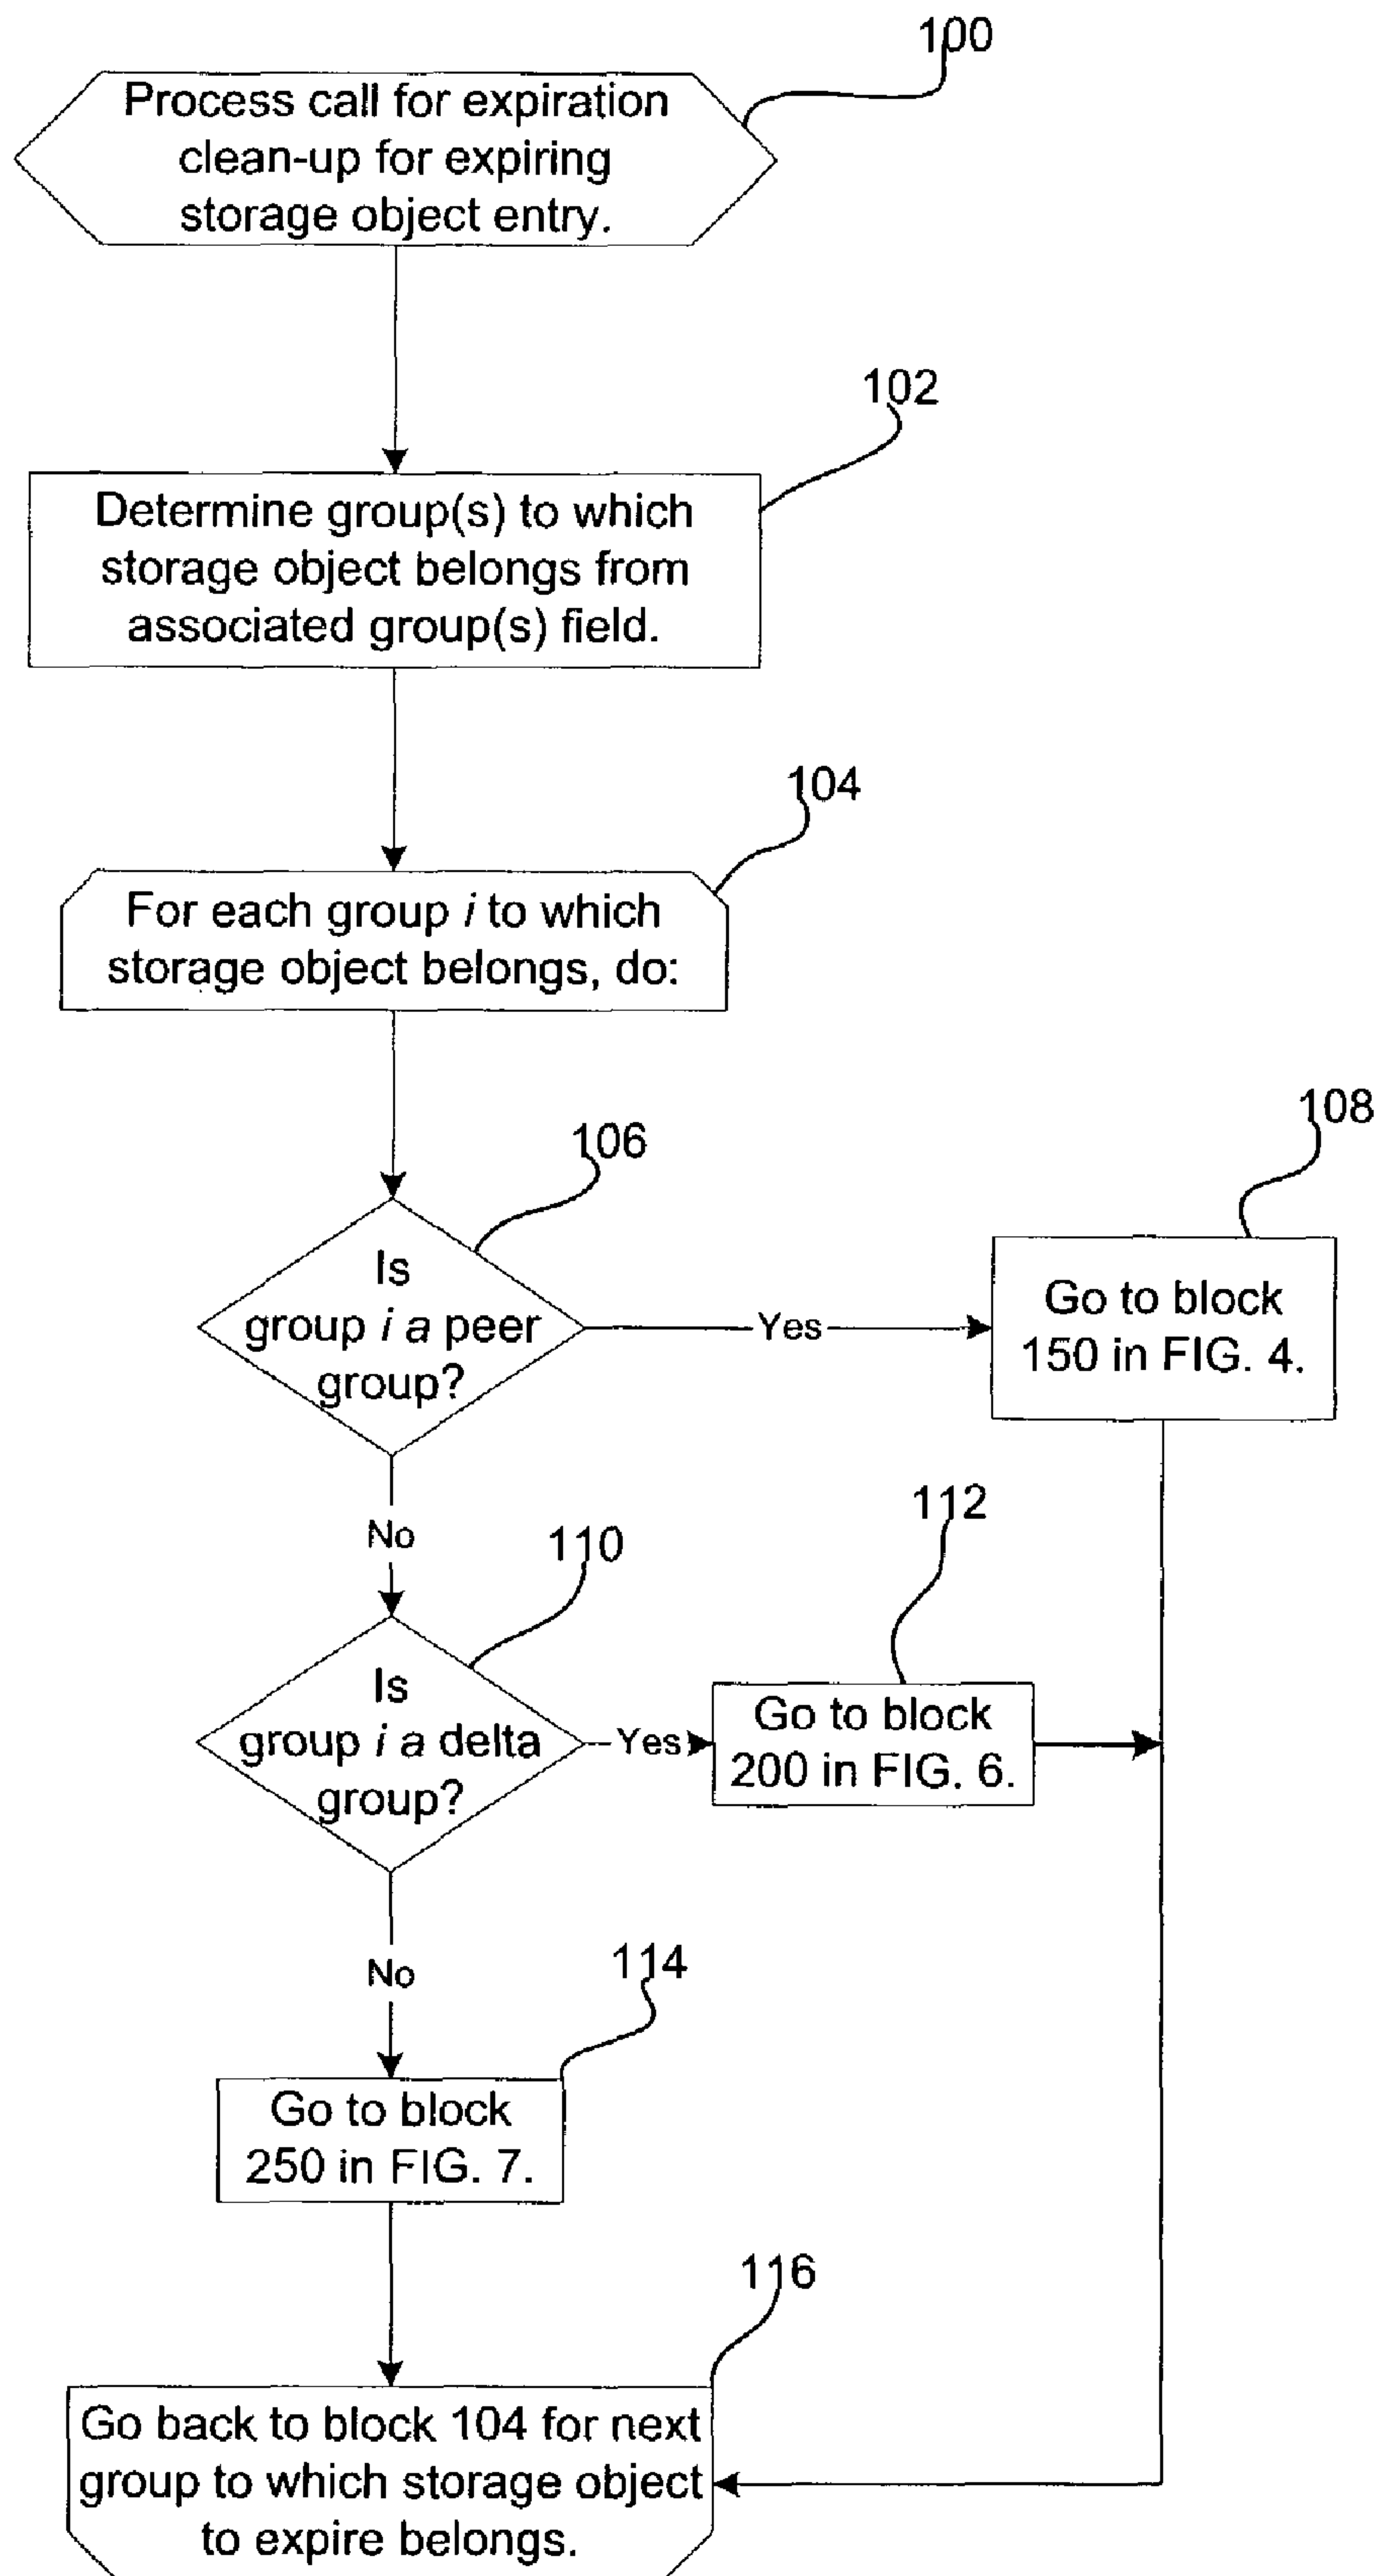 100
Process call for expiration
clean-up for expiring
storage object entry.
102
Determine group(s) to which
storage object belongs from
associated group(s) field.
104
For each group i to which
storage object belongs, do:
106
Is
group i a peer
group?
Yes
108
Go to block
150 in FIG. 4.
No
110
Is
group i a delta
group?
Yes
112
Go to block
200 in FIG. 6.
No
114
Go to block
250 in FIG. 7.
116
Go back to block 104 for next
group to which storage object
to expire belongs.